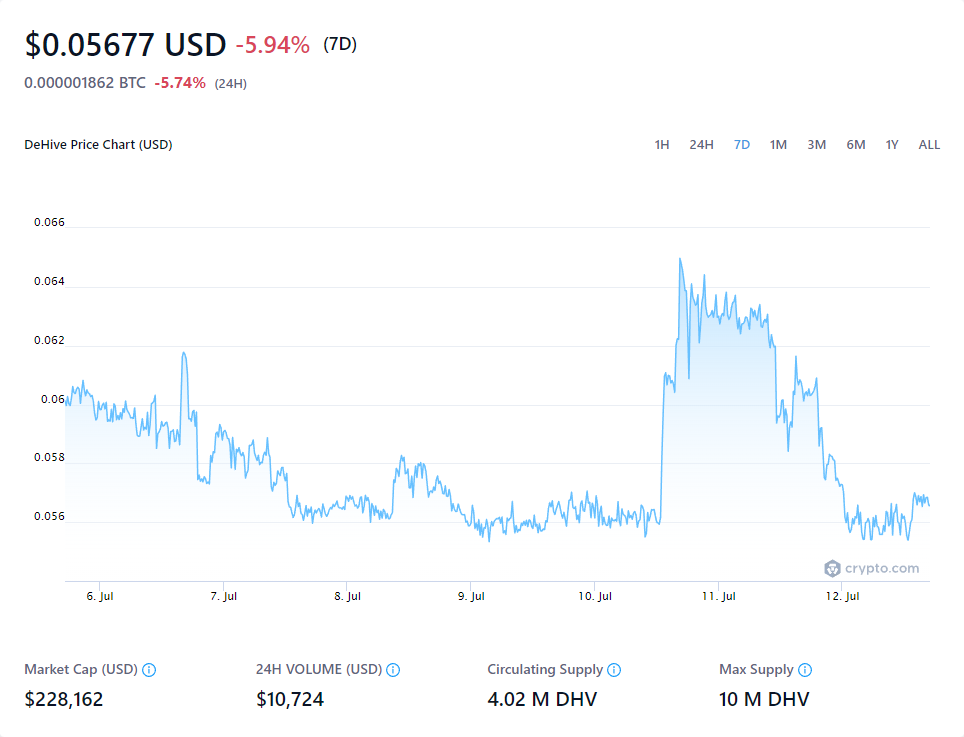 $0.05677 USD -5.94% (7D)
0.000001862 BTC -5.74% (24H)
DeHive Price Chart (USD) 1H 24H 7D 1M 3M 6M 1Y ALL
0.066
0.064
0.062
0.06
0.058
0.056
crypto.com
6. Jul 7. Jul 8. Jul 9. Jul 10. Jul 11. Jul 12. Jul
Market Cap (USD) 24H VOLUME (USD) Circulating Supply Max Supply
$228,162 $10,724 4.02 M DHV 10 M DHV